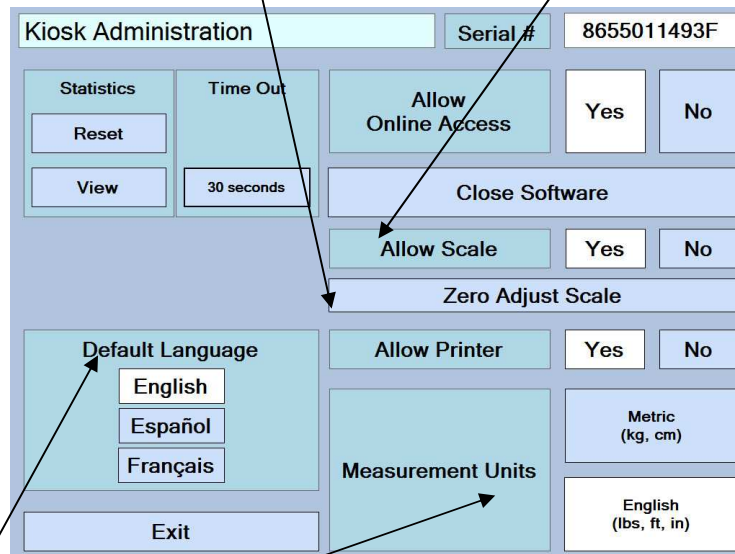 Kiosk Administration
Serial #
8655011493F
Statistics
Time Out
Reset
View
30 seconds
Allow
Online Access
Yes
No
Close Software
Allow Scale
Yes
No
Zero Adjust Scale
Default Language
English
Español
Français
Allow Printer
Yes
No
Measurement Units
Metric
(kg, cm)
English
(lbs, ft, in)
Exit